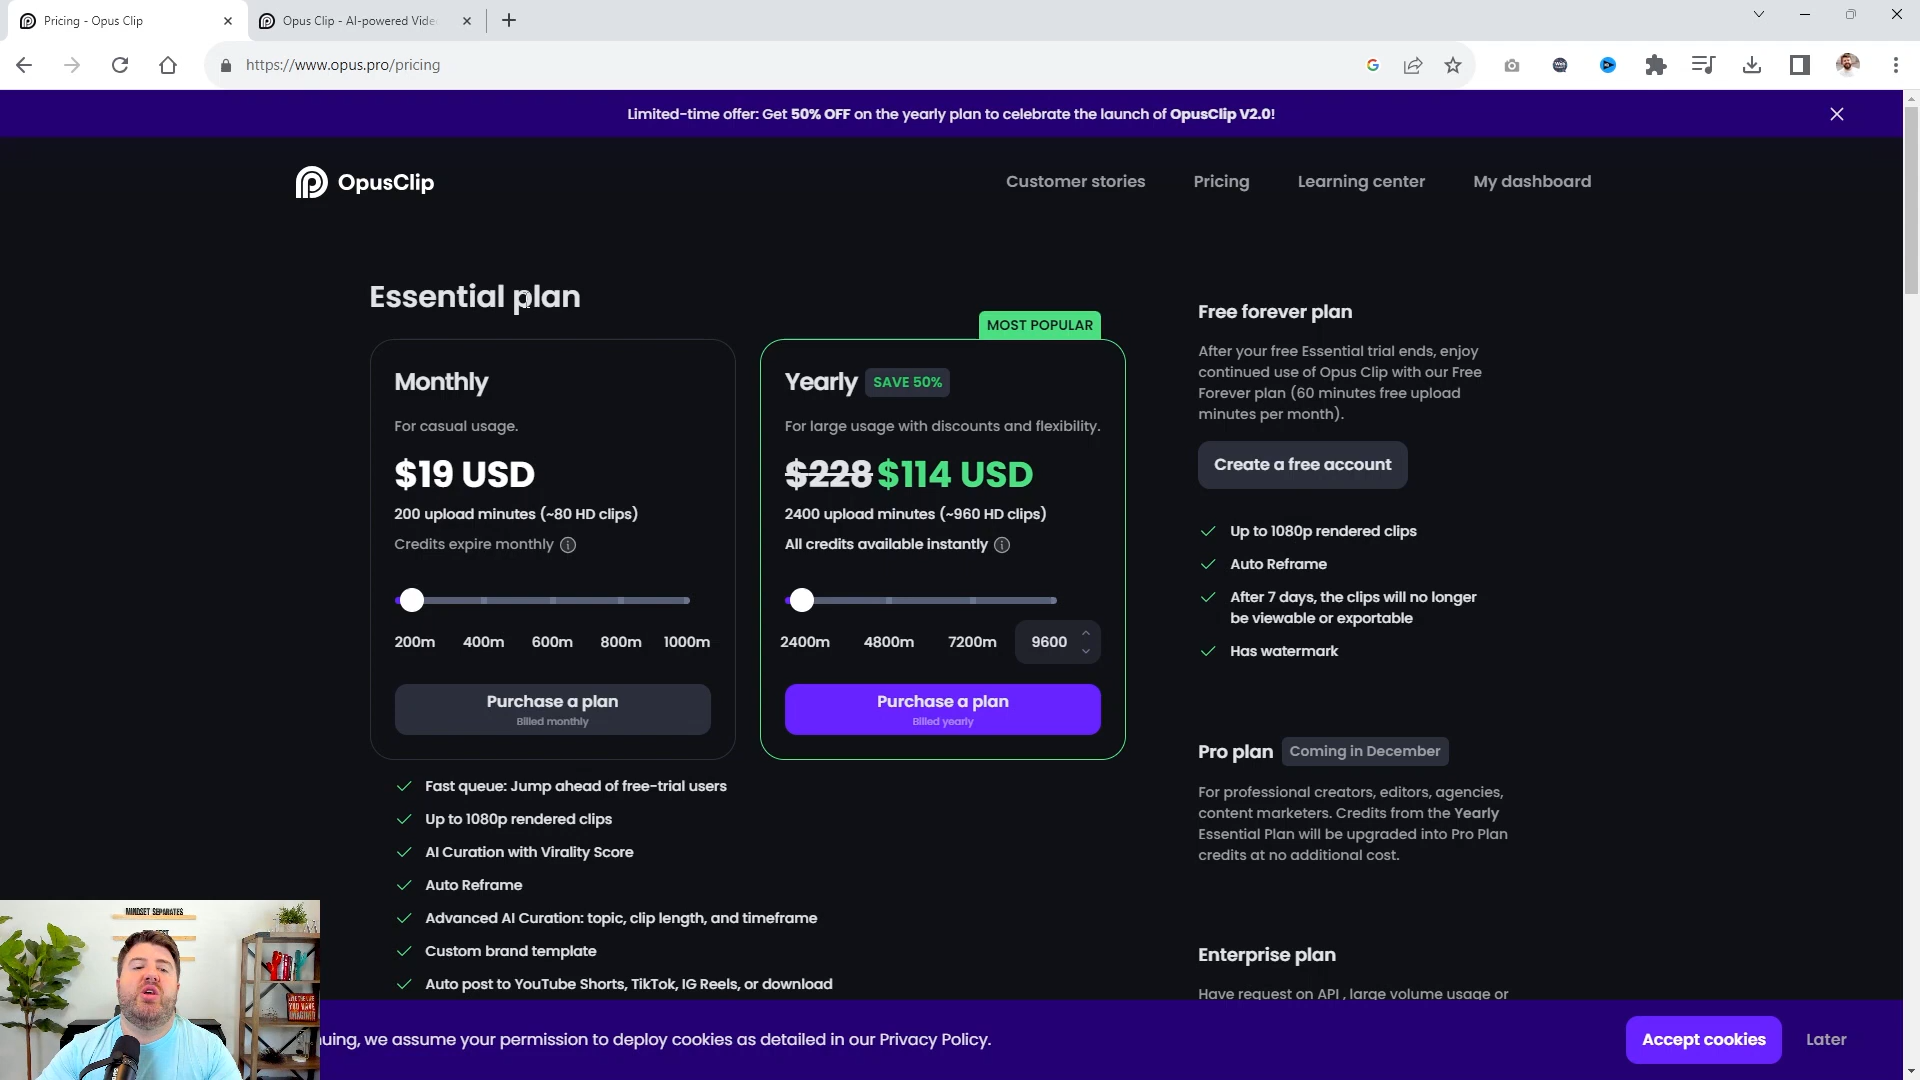 Pricing - Opus Clip
Opus Clip - AI-powered Vide
https://www.opus.pro/pricing
Limited-time offer: Get 50% OFF on the yearly plan to celebrate the launch of OpusClip V2.0!
OpusClip
Customer stories
Pricing
Learning center
My dashboard
Essential plan
MOST POPULAR
Monthly
For casual usage.
$19 USD
200 upload minutes (~80 HD clips)
Credits expire monthly
200m 400m 600m 800m 1000m
Purchase a plan
Billed monthly
Yearly SAVE 50%
For large usage with discounts and flexibility.
$228 $114 USD
2400 upload minutes (~960 HD clips)
All credits available instantly
2400m 4800m 7200m 9600
Purchase a plan
Billed yearly
Fast queue: Jump ahead of free-trial users
Up to 1080p rendered clips
AI Curation with Virality Score
Auto Reframe
Advanced AI Curation: topic, clip length, and timeframe
Custom brand template
Auto post to YouTube Shorts, TikTok, IG Reels, or download
Free forever plan
After your free Essential trial ends, enjoy
continued use of Opus Clip with our Free
Forever plan (60 minutes free upload
minutes per month).
Create a free account
Up to 1080p rendered clips
Auto Reframe
After 7 days, the clips will no longer
be viewable or exportable
Has watermark
Pro plan Coming in December
For professional creators, editors, agencies,
content marketers. Credits from the Yearly
Essential Plan will be upgraded into Pro Plan
credits at no additional cost.
Enterprise plan
Have request on API , large volume usage or
MINDSET SEPARATES
uing, we assume your permission to deploy cookies as detailed in our Privacy Policy.
Accept cookies
Later